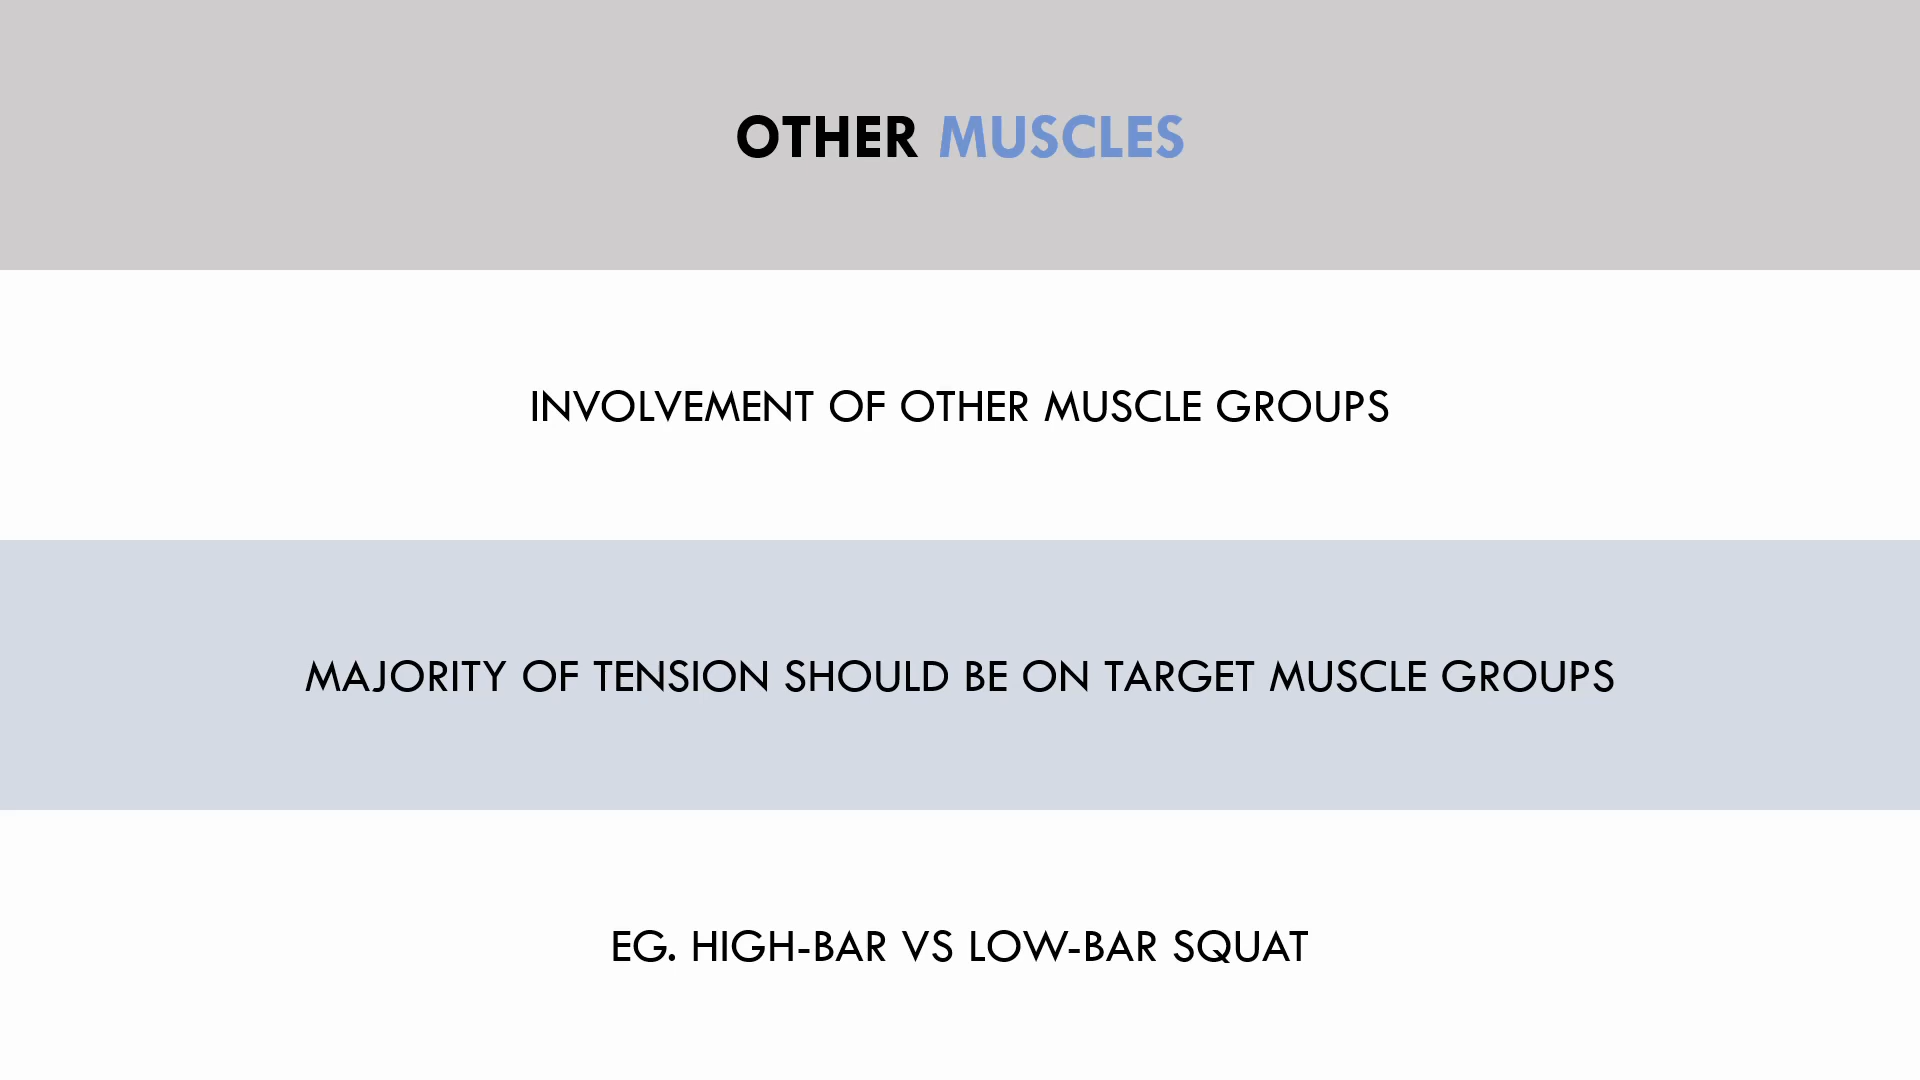 OTHER MUSCLES
INVOLVEMENT OF OTHER MUSCLE GROUPS
MAJORITY OF TENSION SHOULD BE ON TARGET MUSCLE GROUPS
EG. HIGH-BAR VS LOW-BAR SQUAT